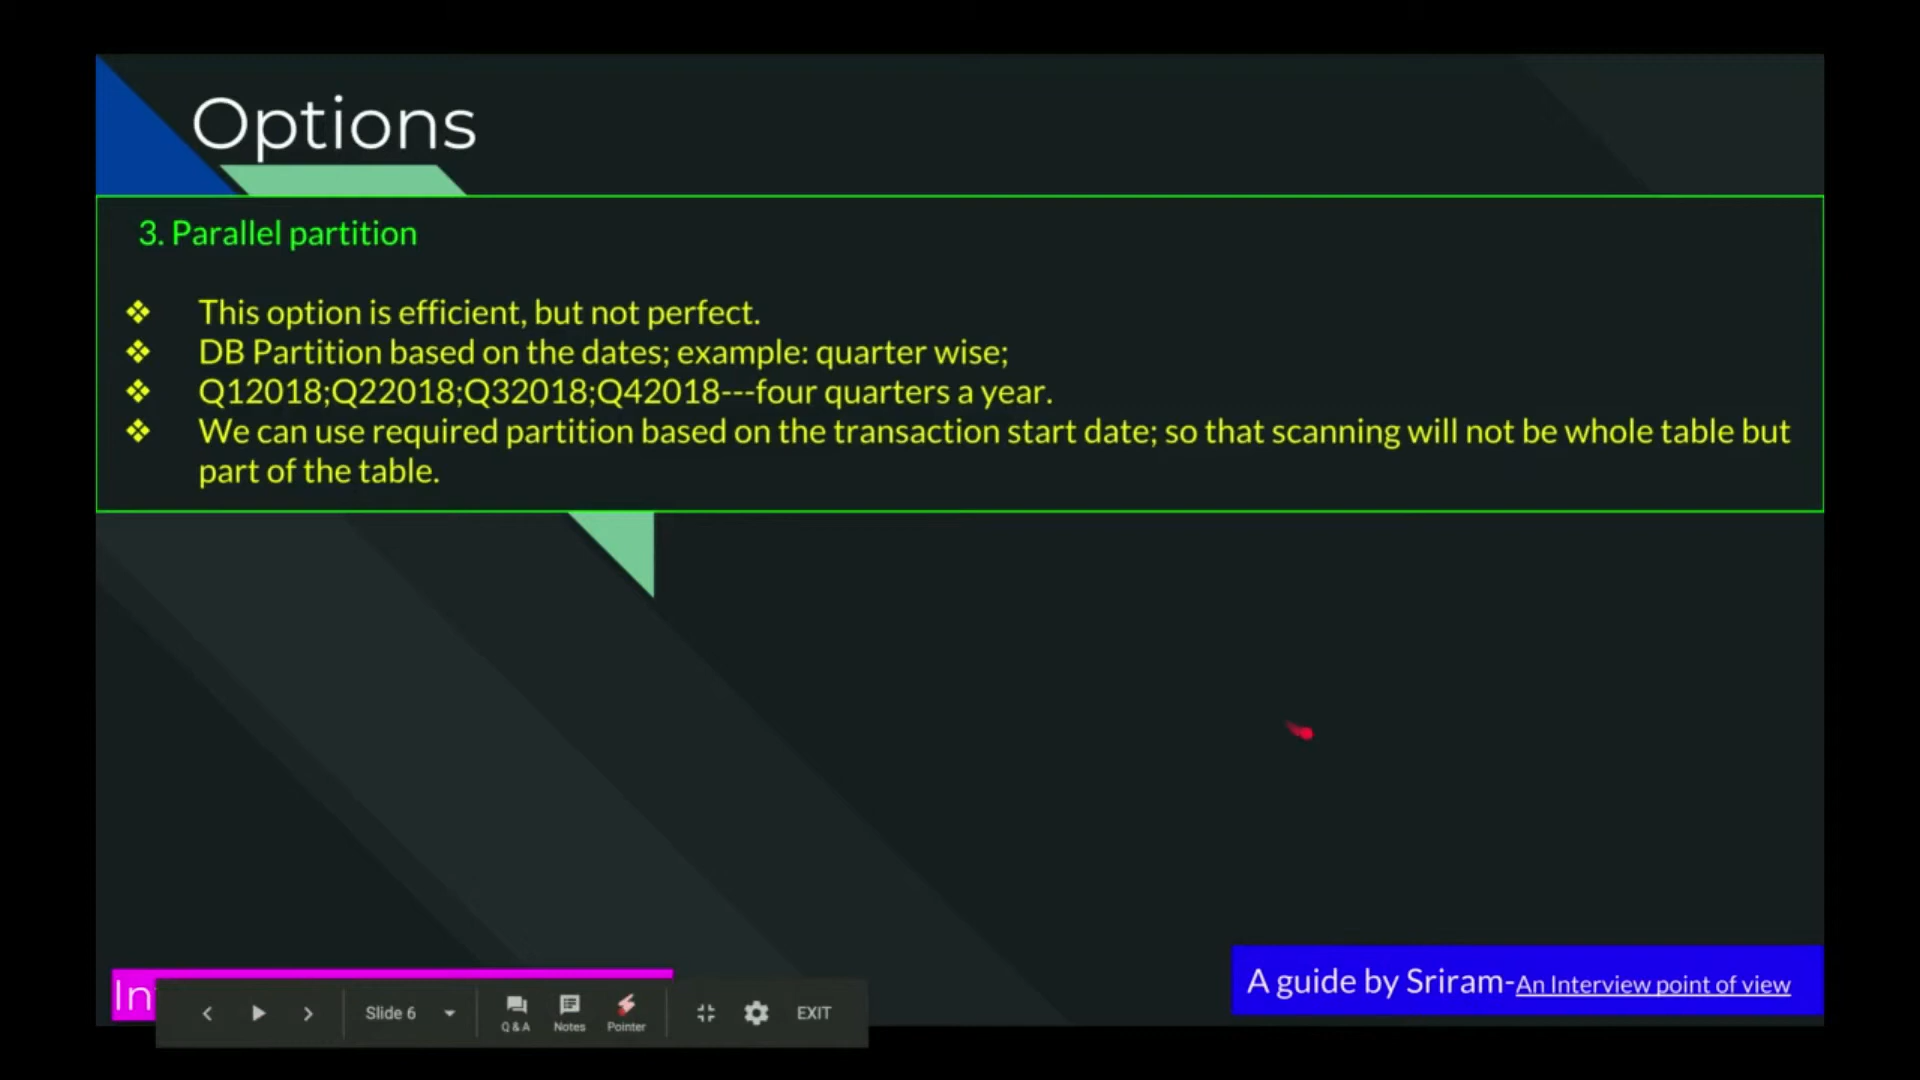 Options
3. Parallel partition
❖ This option is efficient, but not perfect.
❖ DB Partition based on the dates; example: quarter wise;
❖ Q12018;Q22018;Q32018;Q42018---four quarters a year.
❖ We can use required partition based on the transaction start date; so that scanning will not be whole table but
part of the table.
A guide by Sriram-An Interview point of view
Slide 6 Q & A Notes Pointer EXIT